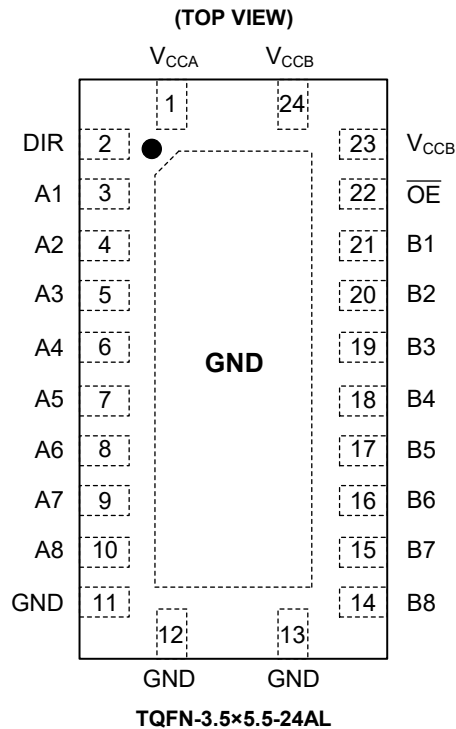 (TOP VIEW)
VCCA VCCB
1 24
DIR 2 23 VCCB
A1 3 22 O̅E̅
A2 4 21 B1
A3 5 20 B2
A4 6 19 B3
GND
A5 7 18 B4
A6 8 17 B5
A7 9 16 B6
A8 10 15 B7
GND 11 14 B8
12 13
GND GND
TQFN-3.5×5.5-24AL